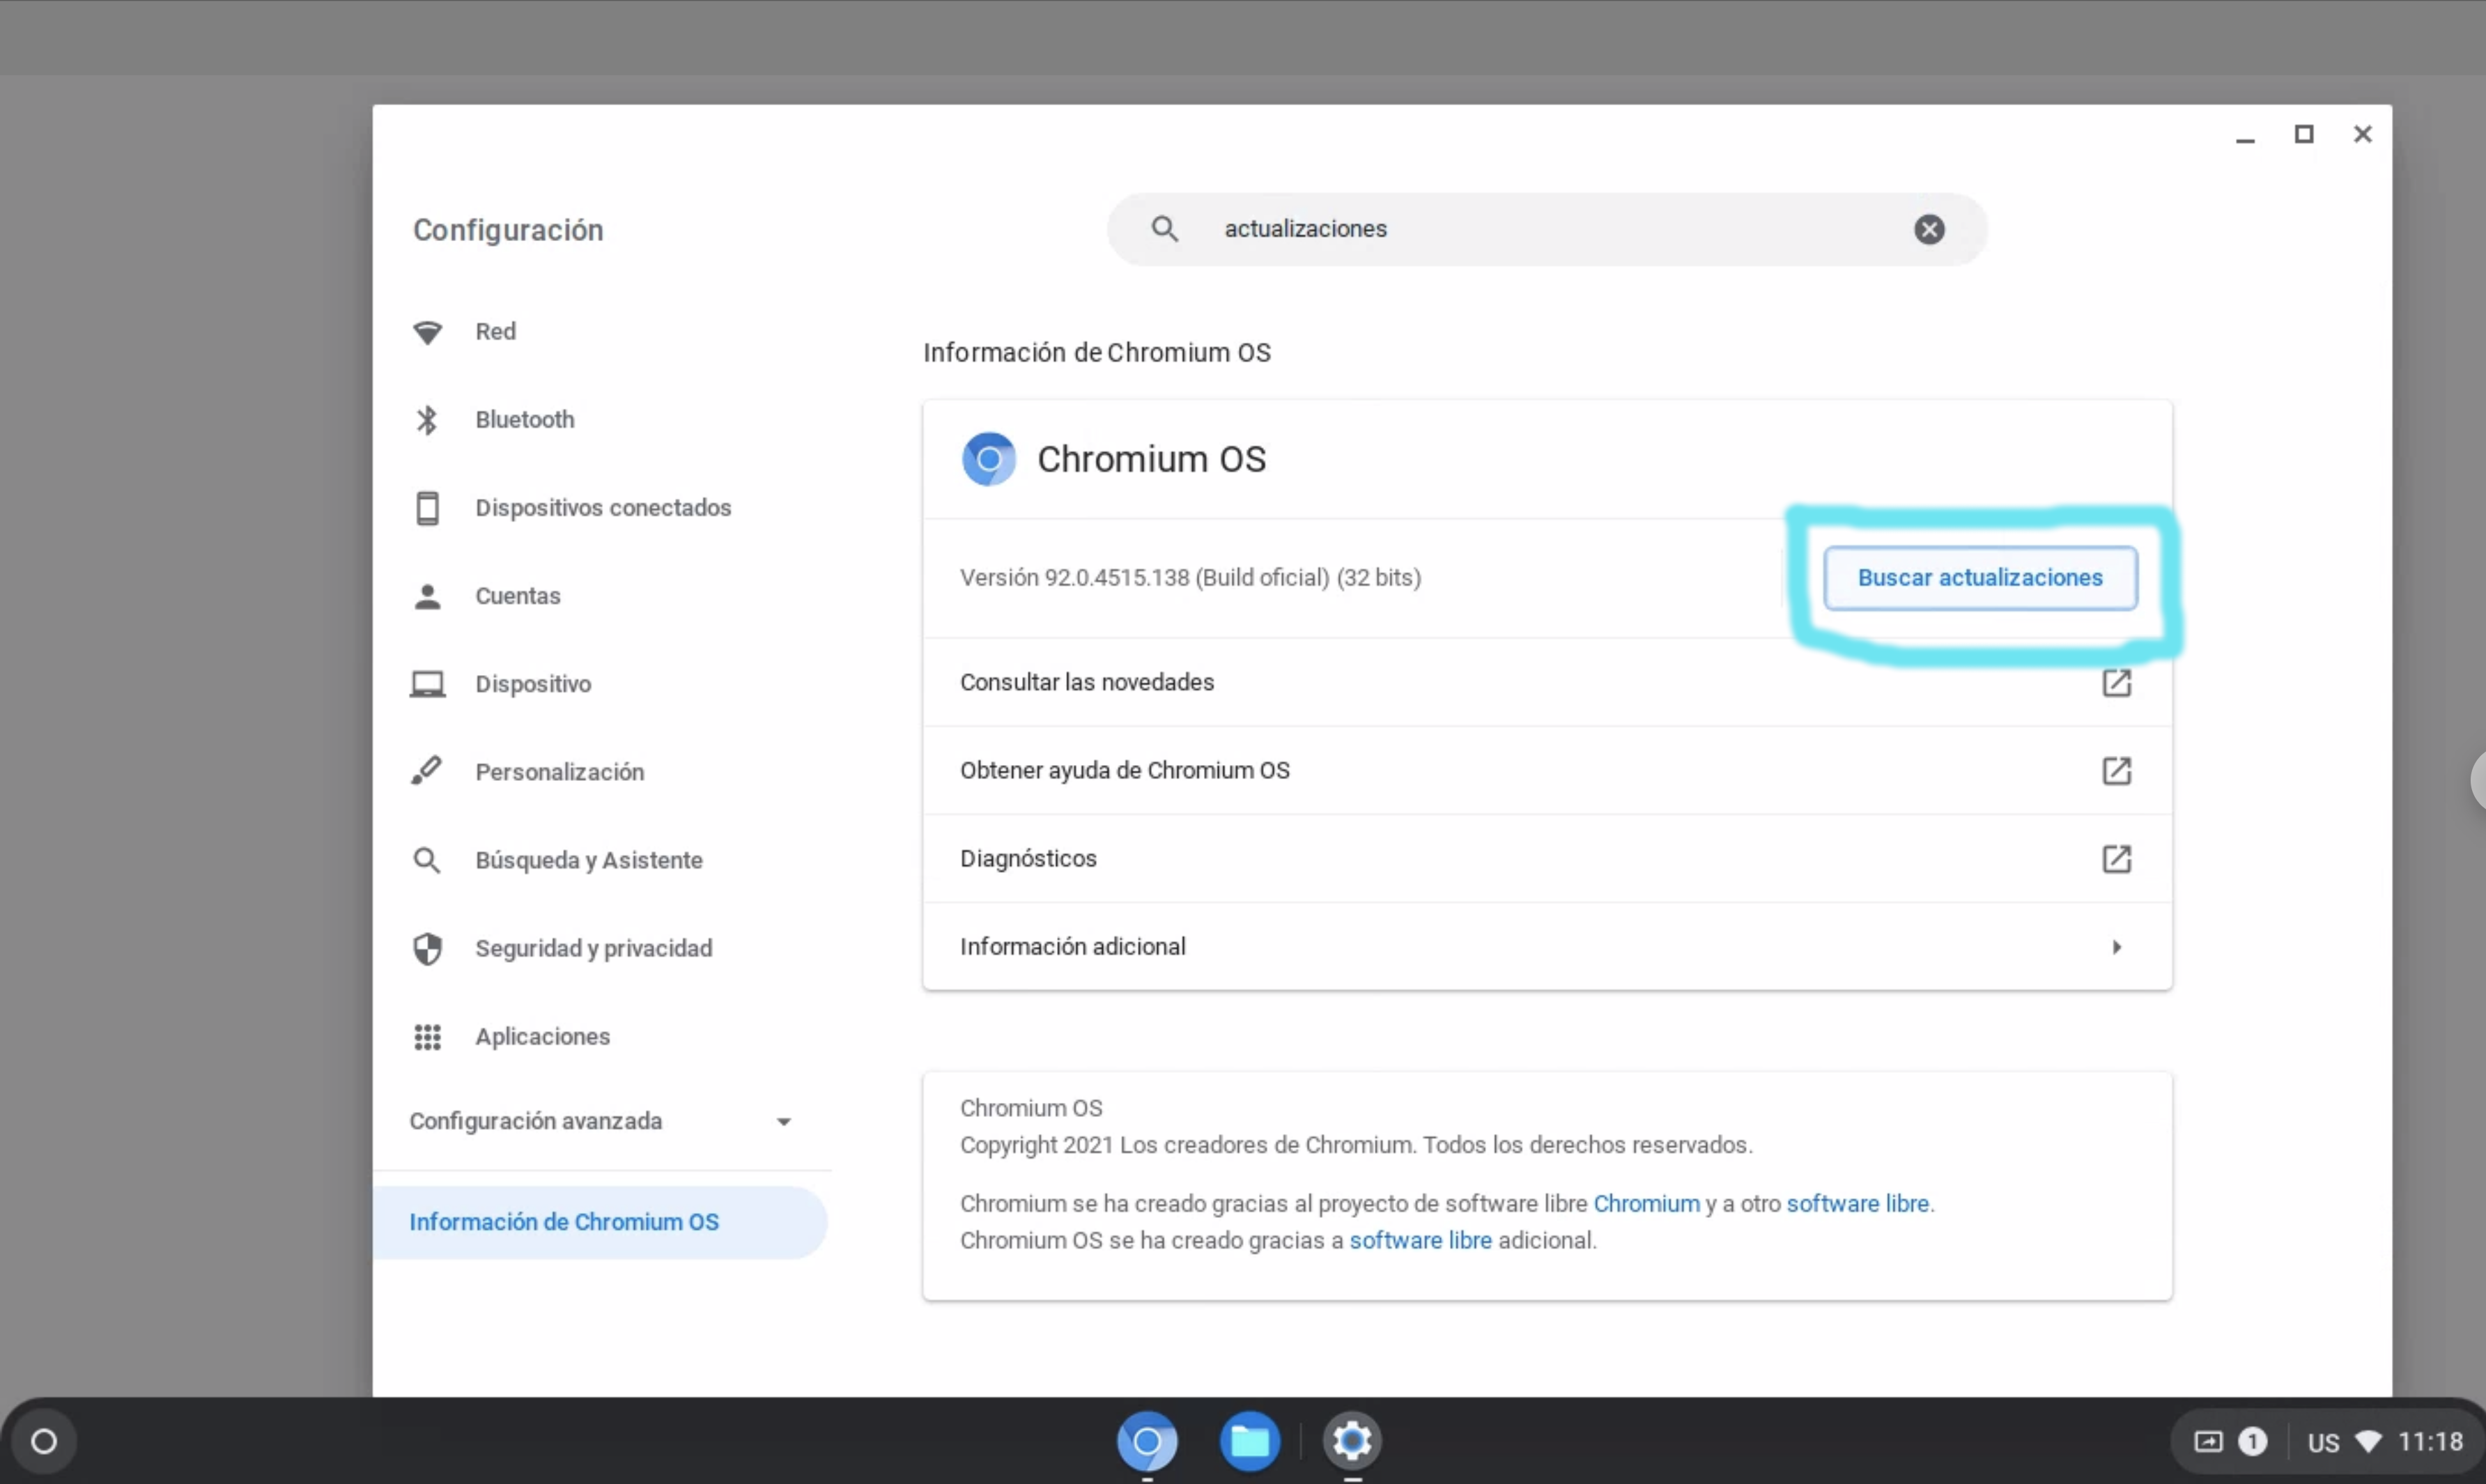 Configuración
actualizaciones
Red
Bluetooth
Dispositivos conectados
Cuentas
Dispositivo
Personalización
Búsqueda y Asistente
Seguridad y privacidad
Aplicaciones
Configuración avanzada
Información de Chromium OS
Información de Chromium OS
Chromium OS
Versión 92.0.4515.138 (Build oficial) (32 bits)
Buscar actualizaciones
Consultar las novedades
Obtener ayuda de Chromium OS
Diagnósticos
Información adicional
Chromium OS
Copyright 2021 Los creadores de Chromium. Todos los derechos reservados.
Chromium se ha creado gracias al proyecto de software libre Chromium y a otro software libre.
Chromium OS se ha creado gracias a software libre adicional.
1 US 11:18